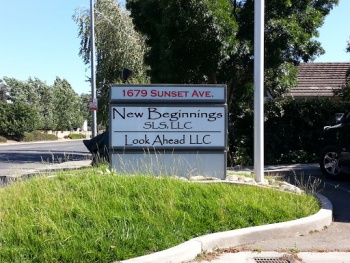 1679 Sunset Ave.
New Beginnings
SLS, LLC
Look Ahead LLC